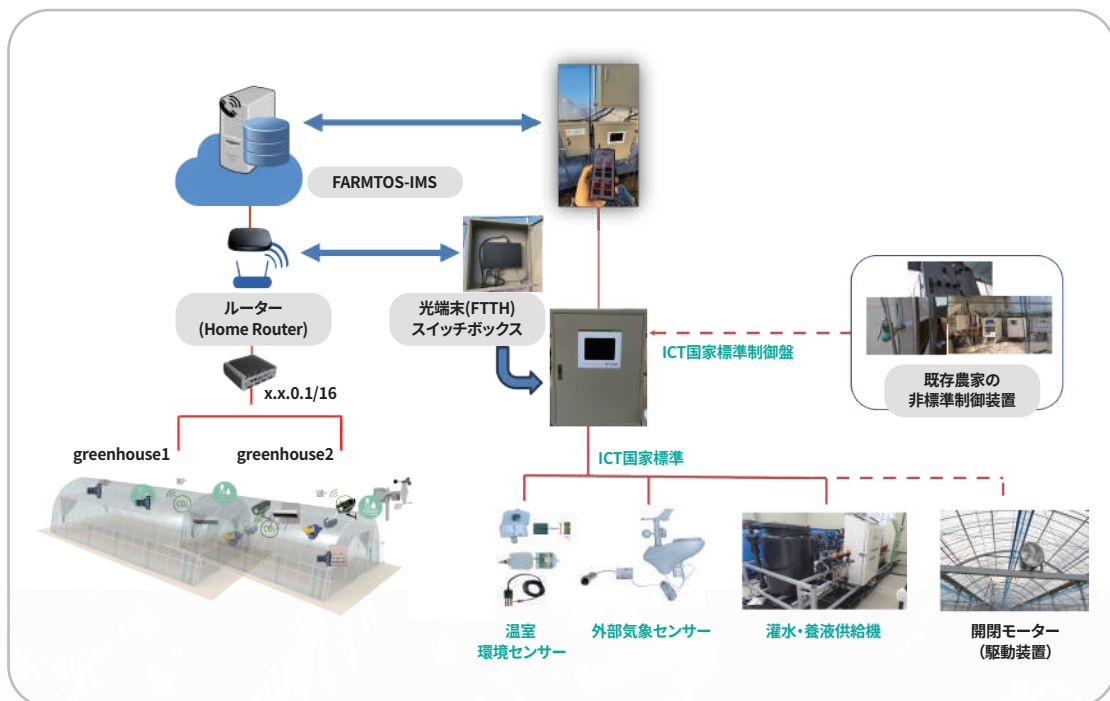 FARMTOS-IMS
ルーター
(Home Router)
光端末(FTTH)
スイッチボックス
x.x.0.1/16
greenhouse1
greenhouse2
ICT国家標準制御盤
既存農家の
非標準制御装置
ICT国家標準
温室
環境センサー
外部気象センサー
灌水・養液供給機
開閉モーター
（駆動装置）